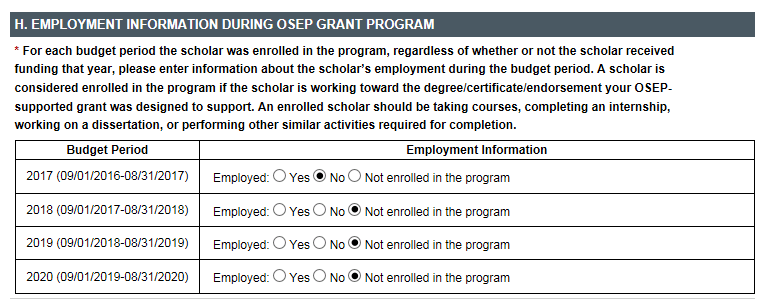 H. EMPLOYMENT INFORMATION DURING OSEP GRANT PROGRAM
* For each budget period the scholar was enrolled in the program, regardless of whether or not the scholar received
funding that year, please enter information about the scholar's employment during the budget period. A scholar is
considered enrolled in the program if the scholar is working toward the degree/certificate/endorsement your OSEP-
supported grant was designed to support. An enrolled scholar should be taking courses, completing an internship,
working on a dissertation, or performing other similar activities required for completion.
Budget Period Employment Information
2017 (09/01/2016-08/31/2017) Employed: Yes No Not enrolled in the program
2018 (09/01/2017-08/31/2018) Employed: Yes No Not enrolled in the program
2019 (09/01/2018-08/31/2019) Employed: Yes No Not enrolled in the program
2020 (09/01/2019-08/31/2020) Employed: Yes No Not enrolled in the program